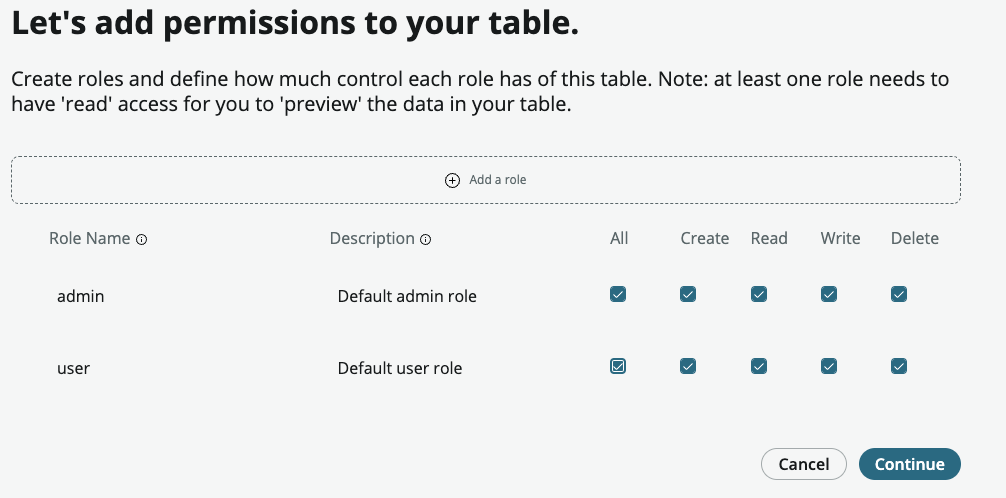 Let's add permissions to your table.
Create roles and define how much control each role has of this table. Note: at least one role needs to
have 'read' access for you to 'preview' the data in your table.
Add a role
Role Name Description All Create Read Write Delete
admin Default admin role
user Default user role
Cancel Continue